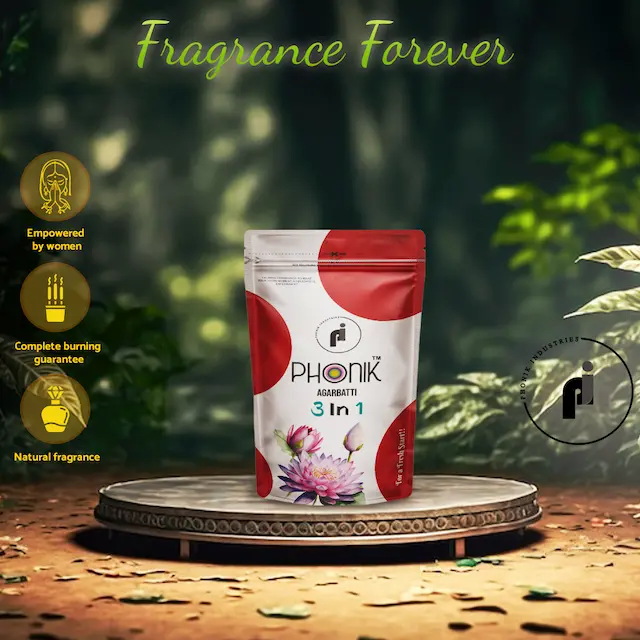 Fragrance Forever
Empowered
by women
Complete burning
guarantee
Natural fragrance
PHONIK™
AGARBATTI
3 In 1
For a Fresh Start!!
PHONIE INDUSTRIES